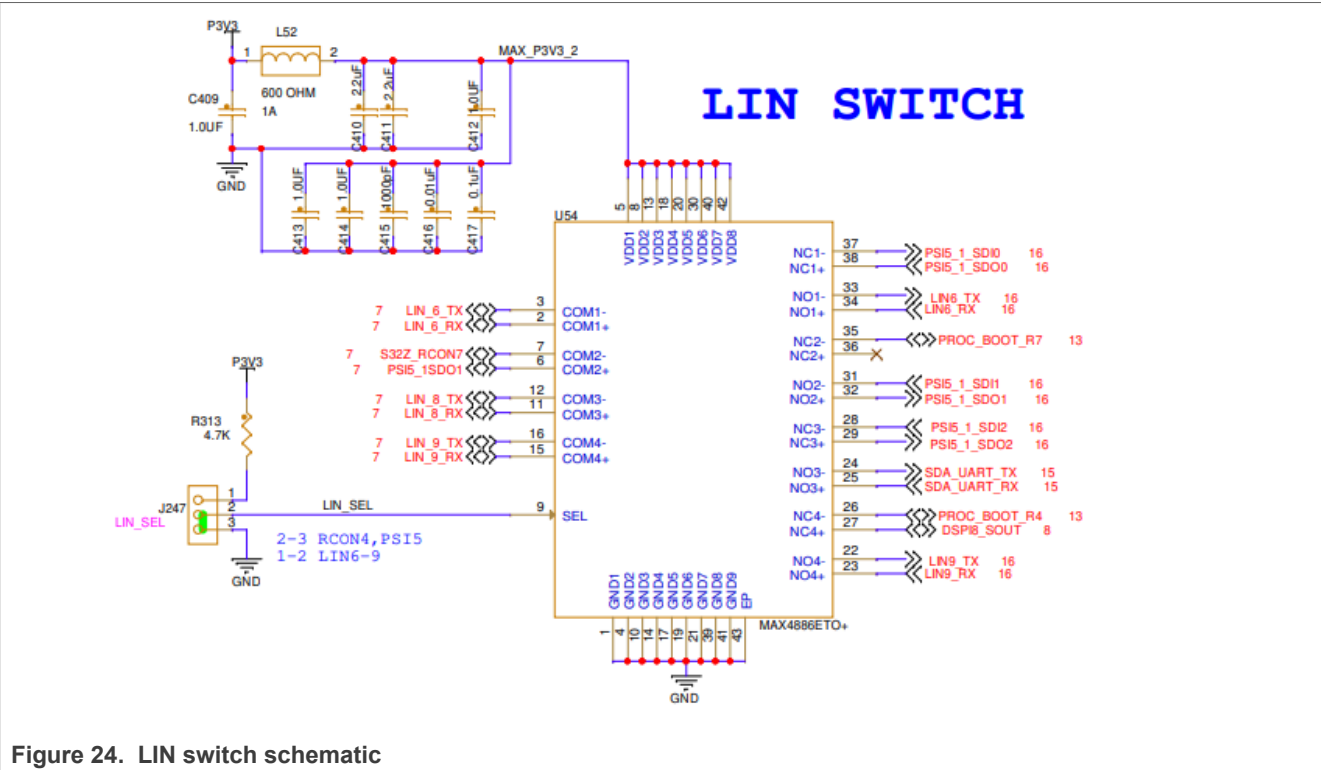 P3V3
L52
1
2
MAX_P3V3_2
600 OHM
1A
C409
1.0UF
GND
2.2uF
C410
2.2uF
C411
1.0UF
C412
1.0UF
C413
1.0UF
C414
1000pF
C415
0.01uF
C416
0.1uF
C417
LIN SWITCH
U54
5
8
13
18
20
30
40
42
VDD1
VDD2
VDD3
VDD4
VDD5
VDD6
VDD7
VDD8
7 LIN_6_TX 3 COM1-
7 LIN_6_RX 2 COM1+
7 S32Z_RCON7 7 COM2-
7 PSI5_1SDO1 6 COM2+
7 LIN_8_TX 12 COM3-
7 LIN_8_RX 11 COM3+
7 LIN_9_TX 16 COM4-
7 LIN_9_RX 15 COM4+
NC1- 37 PSI5_1_SDI0 16
NC1+ 38 PSI5_1_SDO0 16
NO1- 33 LIN6_TX 16
NO1+ 34 LIN6_RX 16
NC2- 35 PROC_BOOT_R7 13
NC2+ 36
NO2- 31 PSI5_1_SDI1 16
NO2+ 32 PSI5_1_SDO1 16
NC3- 28 PSI5_1_SDI2 16
NC3+ 29 PSI5_1_SDO2 16
NO3- 24 SDA_UART_TX 15
NO3+ 25 SDA_UART_RX 15
NC4- 26 PROC_BOOT_R4 13
NC4+ 27 DSPI8_SOUT 8
NO4- 22 LIN9_TX 16
NO4+ 23 LIN9_RX 16
P3V3
R313
4.7K
J247
LIN_SEL
1
2
3
LIN_SEL
9 SEL
2-3 RCON4,PSI5
1-2 LIN6-9
GND
GND1
GND2
GND3
GND4
GND5
GND6
GND7
GND8
GND9
EP
MAX4886ETO+
1
4
10
14
17
19
21
39
41
43
GND
Figure 24. LIN switch schematic